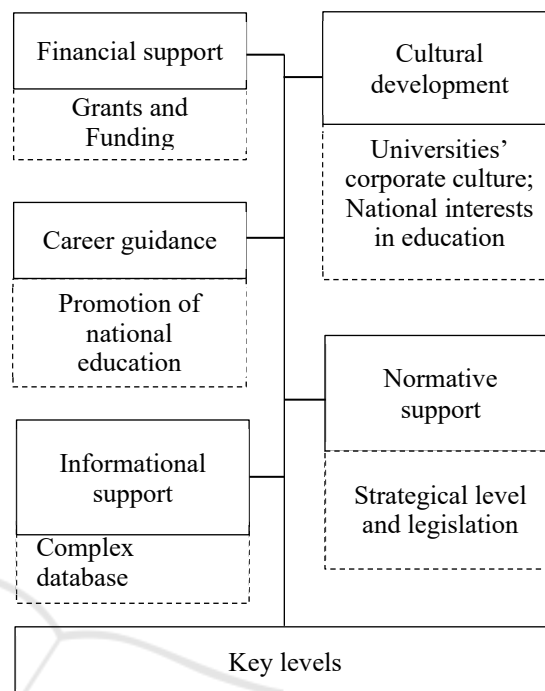 Financial support
Grants and
Funding
Cultural
development
Universities’
corporate culture;
National interests
in education
Career guidance
Promotion of
national
education
Normative
support
Strategical level
and legislation
Informational
support
Complex
database
Key levels